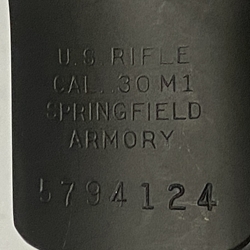 U.S. RIFLE
CAL. .30 M1
SPRINGFIELD
ARMORY
5794124